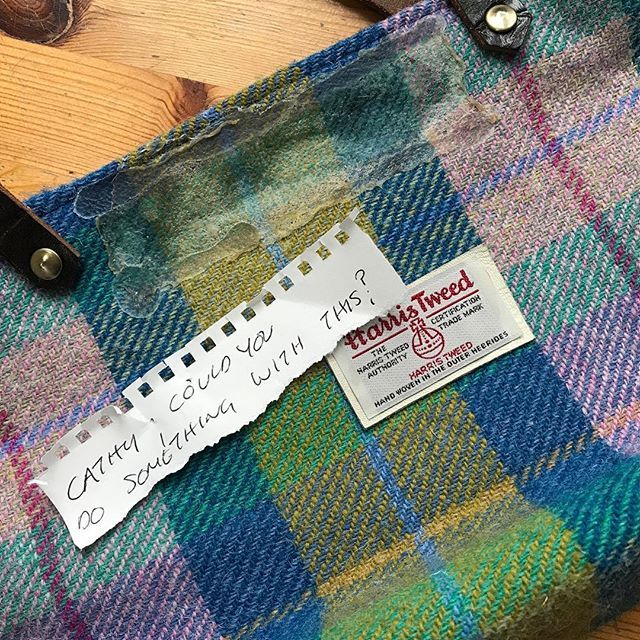 CATHY, COULD YOU
DO SOMETHING WITH THIS?
Harris Tweed
THE
HARRIS TWEED
AUTHORITY
CERTIFICATION
TRADE MARK
HARRIS TWEED
HAND WOVEN IN THE OUTER HEBRIDES